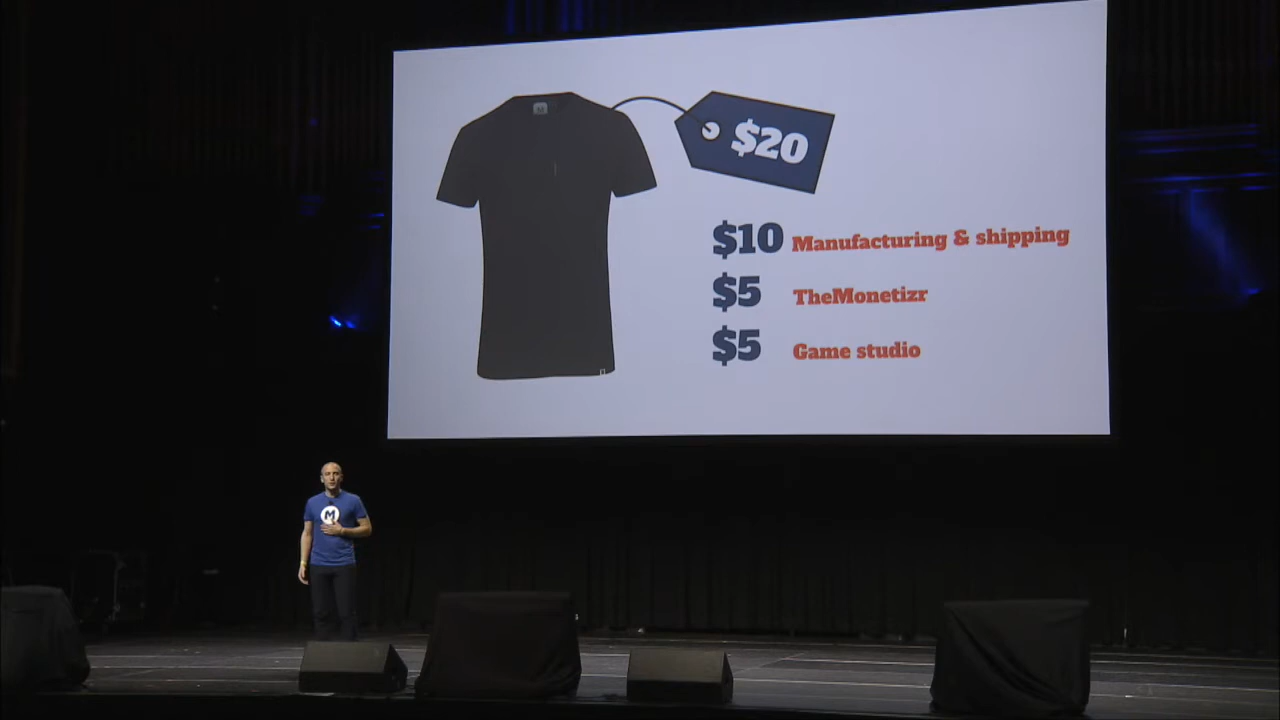 $20
$10 Manufacturing & shipping
$5 TheMonetizr
$5 Game studio
M